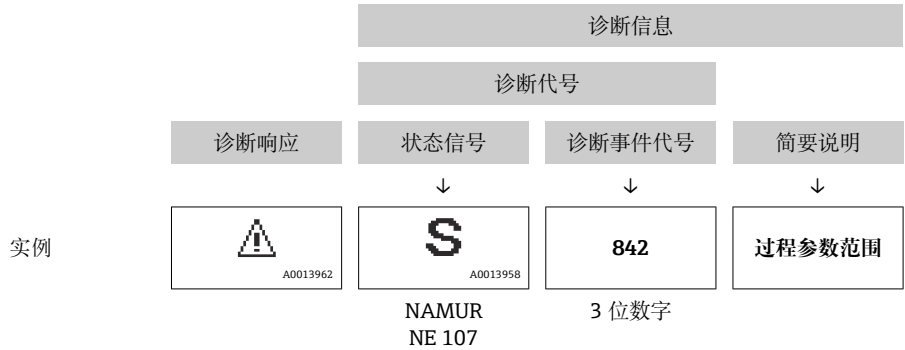 诊断信息
诊断代号
诊断响应 状态信号 诊断事件代号 简要说明
↓ ↓ ↓
实例 S 842 过程参数范围
A0013962 A0013958
NAMUR 3 位数字
NE 107